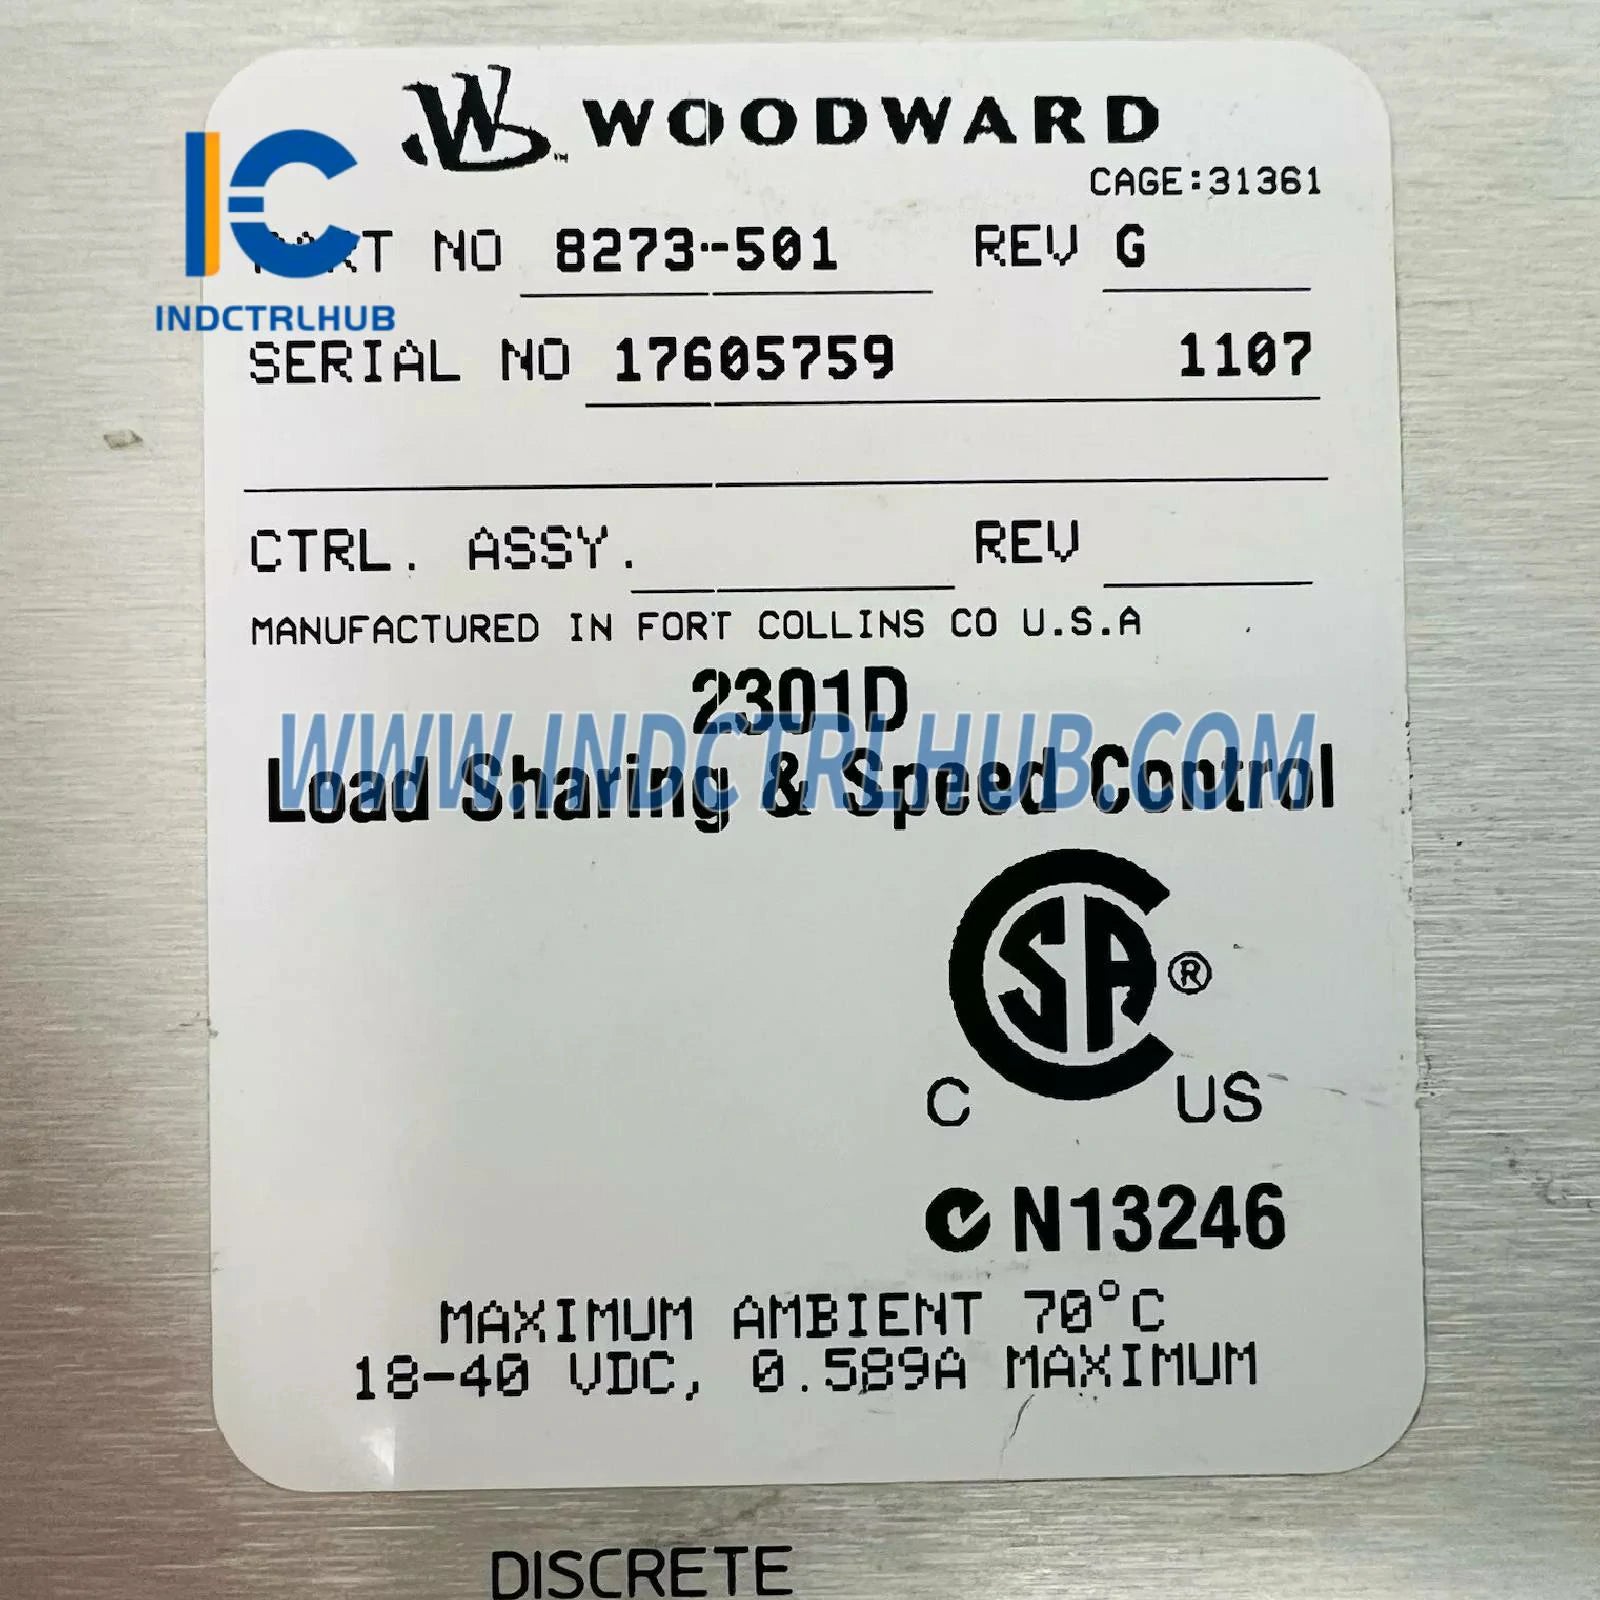 WOODWARD
CAGE:31361
PART NO 8273-501 REV G
INDCTRLHUB
SERIAL NO 17605759 1107
CTRL. ASSY. REV
MANUFACTURED IN FORT COLLINS CO U.S.A
2301D
WWW.INDCTRLHUB.COM
Load Sharing & Speed Control
SA ®
C US
N13246
MAXIMUM AMBIENT 70°C
18-40 VDC, 0.589A MAXIMUM
DISCRETE